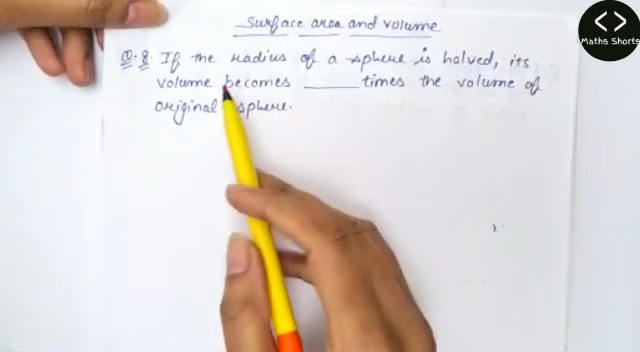 Surface area and volume
Q.8. If the radius of a sphere is halved, its
volume becomes ____ times the volume of
original sphere.
<>
Maths Shorts